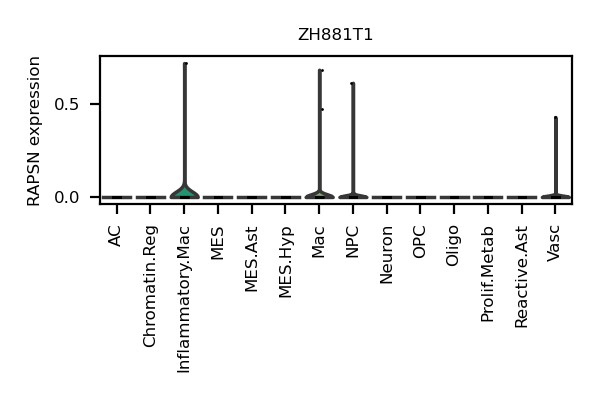 ZH881T1
RAPSN expression
0.5
0.0
AC
Chromatin.Reg
Inflammatory.Mac
MES
MES.Ast
MES.Hyp
Mac
NPC
Neuron
OPC
Oligo
Prolif.Metab
Reactive.Ast
Vasc